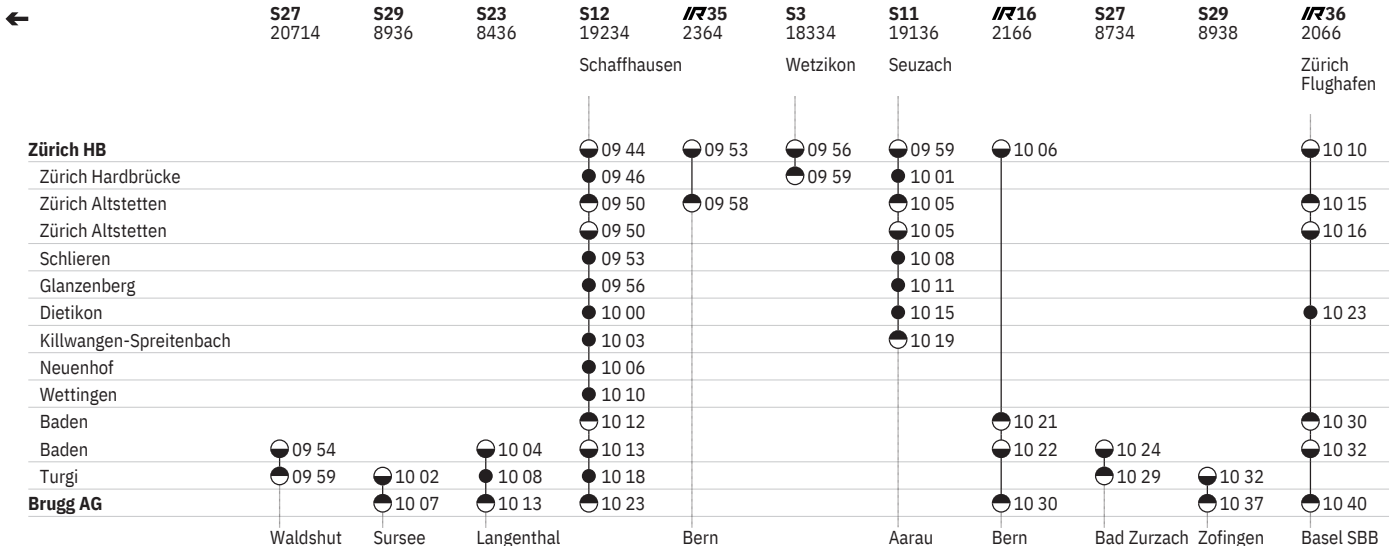 S27 S29 S23 S12 IR35 S3 S11 IR16 S27 S29 IR36
20714 8936 8436 19234 2364 18334 19136 2166 8734 8938 2066
Schaffhausen Wetzikon Seuzach Zürich
Flughafen
Zürich HB 09 44 09 53 09 56 09 59 10 06 10 10
Zürich Hardbrücke 09 46 09 59 10 01
Zürich Altstetten 09 50 09 58 10 05 10 15
Zürich Altstetten 09 50 10 05 10 16
Schlieren 09 53 10 08
Glanzenberg 09 56 10 11
Dietikon 10 00 10 15 10 23
Killwangen-Spreitenbach 10 03 10 19
Neuenhof 10 06
Wettingen 10 10
Baden 10 12 10 21 10 30
Baden 09 54 10 04 10 13 10 22 10 24 10 32
Turgi 09 59 10 02 10 08 10 18 10 29 10 32
Brugg AG 10 07 10 13 10 23 10 30 10 37 10 40
Waldshut Sursee Langenthal Bern Aarau Bern Bad Zurzach Zofingen Basel SBB